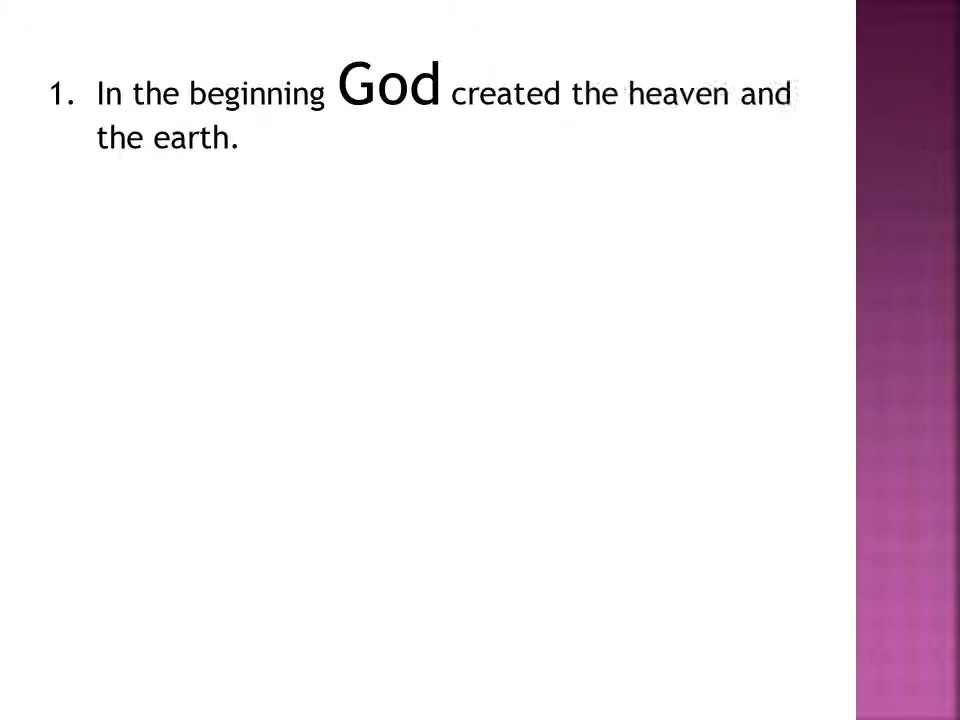 1. In the beginning God created the heaven and
the earth.